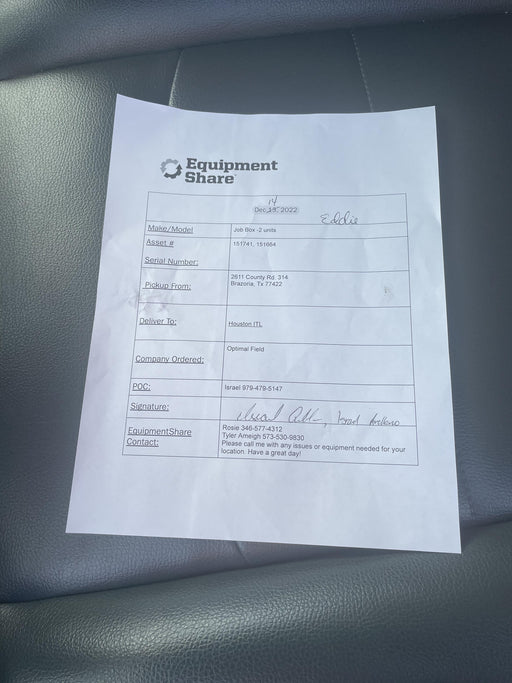 Equipment
Share
14
Dec 13, 2022
Eddie
Make/Model
Job Box -2 units
Asset #
151741, 151664
Serial Number:
Pickup From:
2611 County Rd. 314
Brazoria, Tx 77422
Deliver To:
Houston ITL
Company Ordered:
Optimal Field
POC:
Israel 979-479-5147
Signature:
EquipmentShare
Contact:
Rosie 346-577-4312
Tyler Ameigh 573-530-9830
Please call me with any issues or equipment needed for your
location. Have a great day!